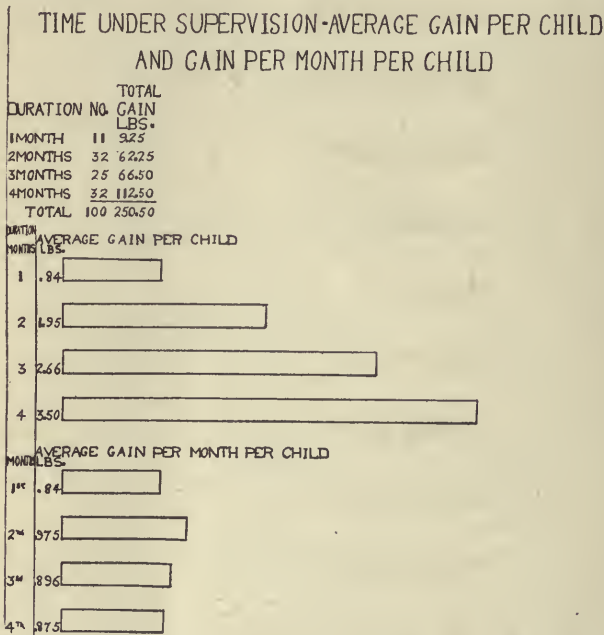 TIME UNDER SUPERVISION-AVERAGE GAIN PER CHILD
AND GAIN PER MONTH PER CHILD
TOTAL
DURATION NO. GAIN
LBS.
1MONTH 11 9.25
2MONTHS 32 62.25
3MONTHS 25 66.50
4MONTHS 32 112.50
TOTAL 100 250.50
DURATION AVERAGE GAIN PER CHILD
MONTHS LBS.
1 .84
2 1.95
3 2.66
4 3.50
AVERAGE GAIN PER MONTH PER CHILD
MONTH LBS.
1ST .84
2ND .975
3RD .896
4TH .875